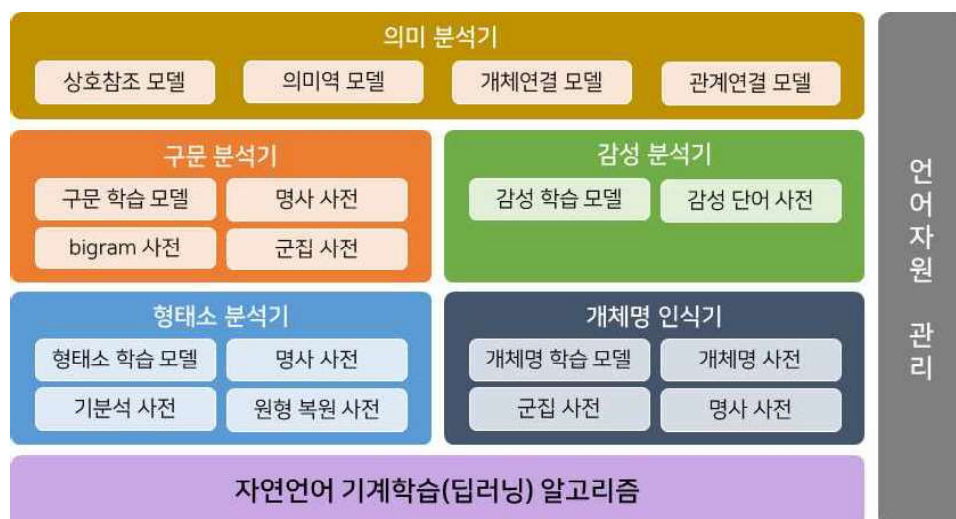 의미 분석기
상호참조 모델
의미역 모델
개체연결 모델
관계연결 모델
구문 분석기
구문 학습 모델
명사 사전
bigram 사전
군집 사전
감성 분석기
감성 학습 모델
감성 단어 사전
형태소 분석기
형태소 학습 모델
명사 사전
기분석 사전
원형 복원 사전
개체명 인식기
개체명 학습 모델
개체명 사전
군집 사전
명사 사전
자연언어 기계학습(딥러닝) 알고리즘
언어자원 관리